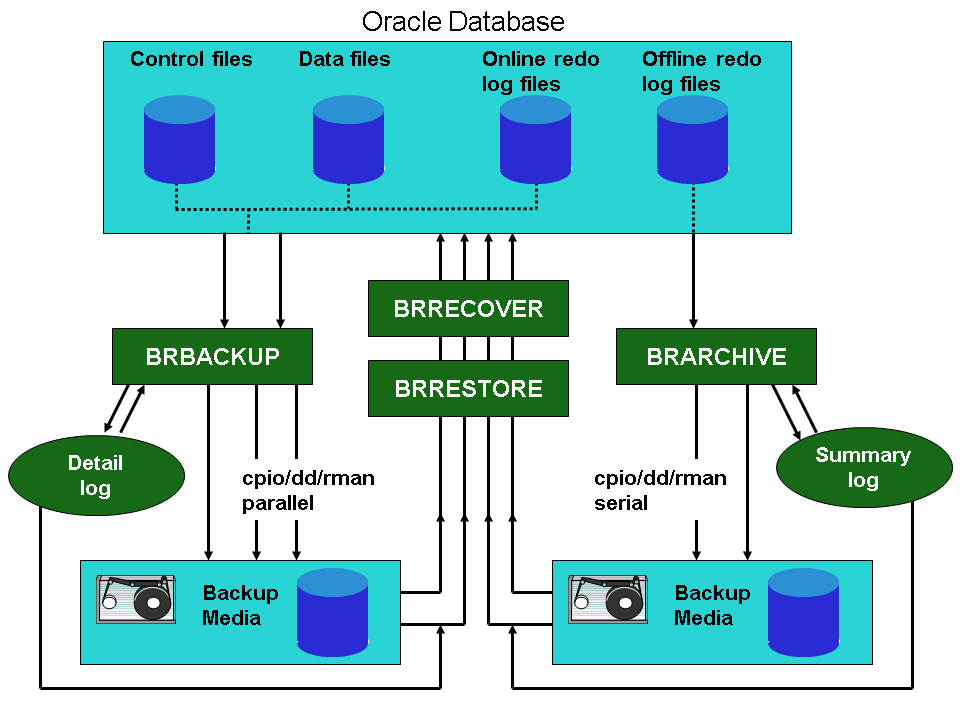 Oracle Database
Control files
Data files
Online redo
log files
Offline redo
log files
BRRECOVER
BRBACKUP
BRARCHIVE
BRRESTORE
Detail
log
Summary
log
cpio/dd/rman
parallel
cpio/dd/rman
serial
Backup
Media
Backup
Media